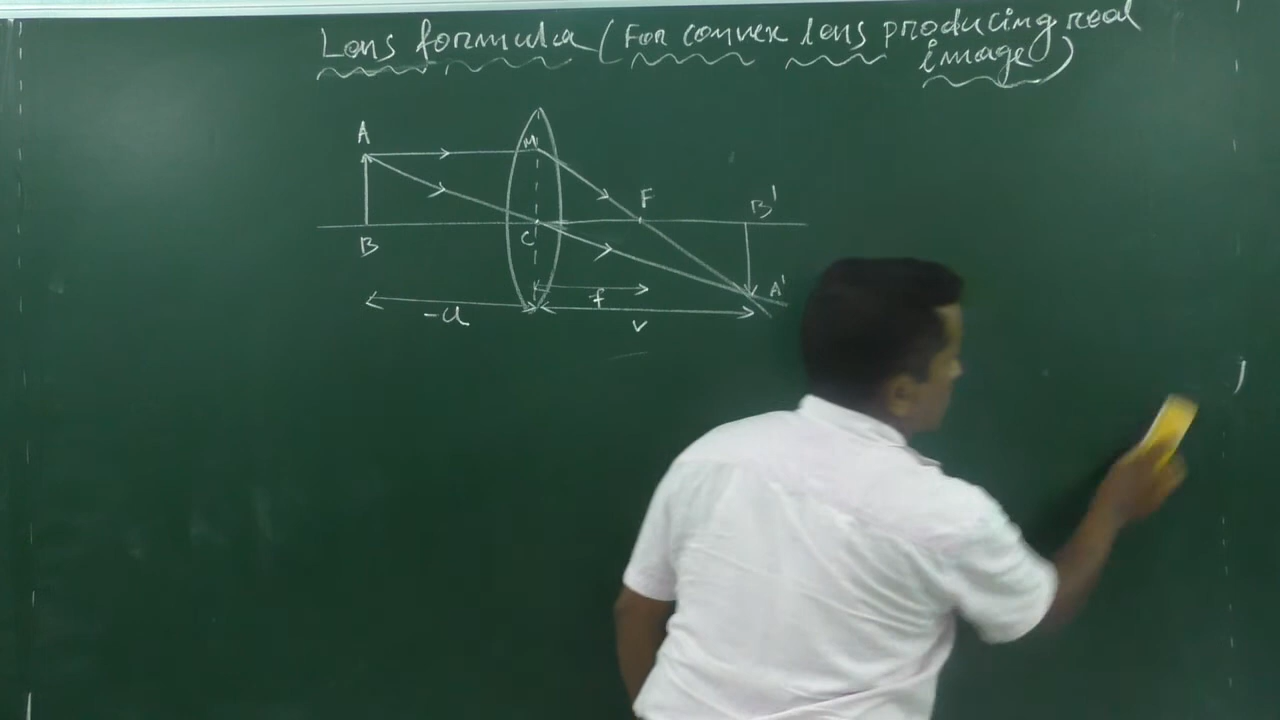 Lens formula (For convex lens producing real
image)
A
M
F
B'
B
C
A'
f
-u
v